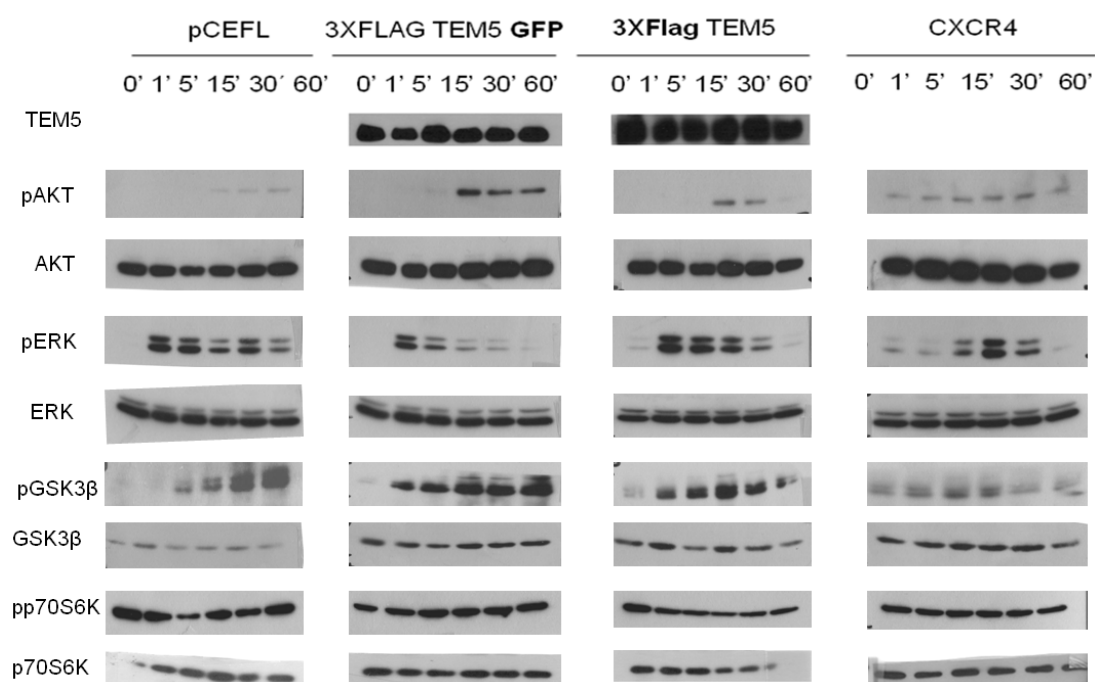 pCEFL 3XFLAG TEM5 GFP 3XFlag TEM5 CXCR4
0’ 1’ 5’ 15’ 30’ 60’ 0’ 1’ 5’ 15’ 30’ 60’ 0’ 1’ 5’ 15’ 30’ 60’ 0’ 1’ 5’ 15’ 30’ 60’
TEM5
pAKT
AKT
pERK
ERK
pGSK3β
GSK3β
pp70S6K
p70S6K